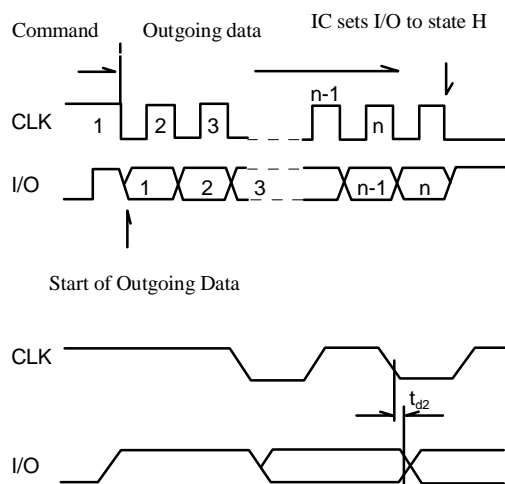 Command
Outgoing data
IC sets I/O to state H
n-1
CLK
1
2
3
n
I/O
1
2
3
n-1
n
Start of Outgoing Data
CLK
td2
I/O